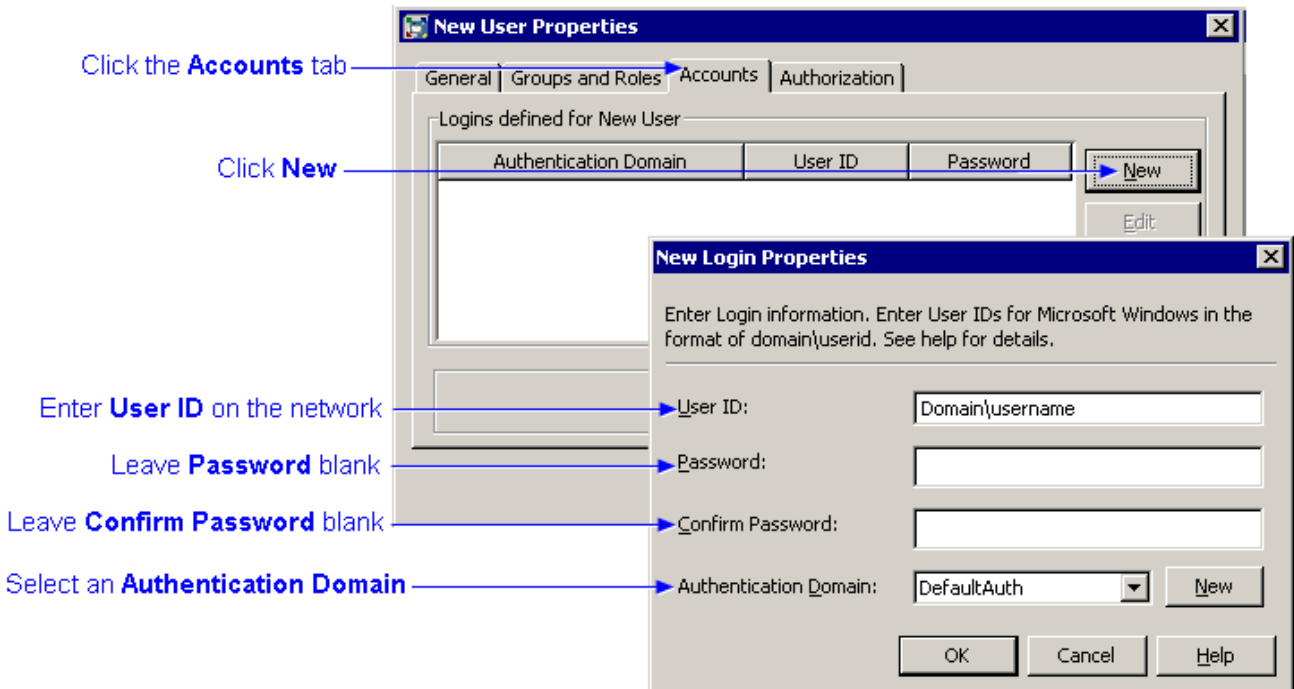 New User Properties
Click the Accounts tab
General Groups and Roles Accounts Authorization
Logins defined for New User
Click New
Authentication Domain User ID Password
New
Edit
New Login Properties
Enter Login information. Enter User IDs for Microsoft Windows in the
format of domain\userid. See help for details.
Enter User ID on the network
User ID: Domain\username
Leave Password blank
Password:
Leave Confirm Password blank
Confirm Password:
Select an Authentication Domain
Authentication Domain: DefaultAuth New
OK Cancel Help